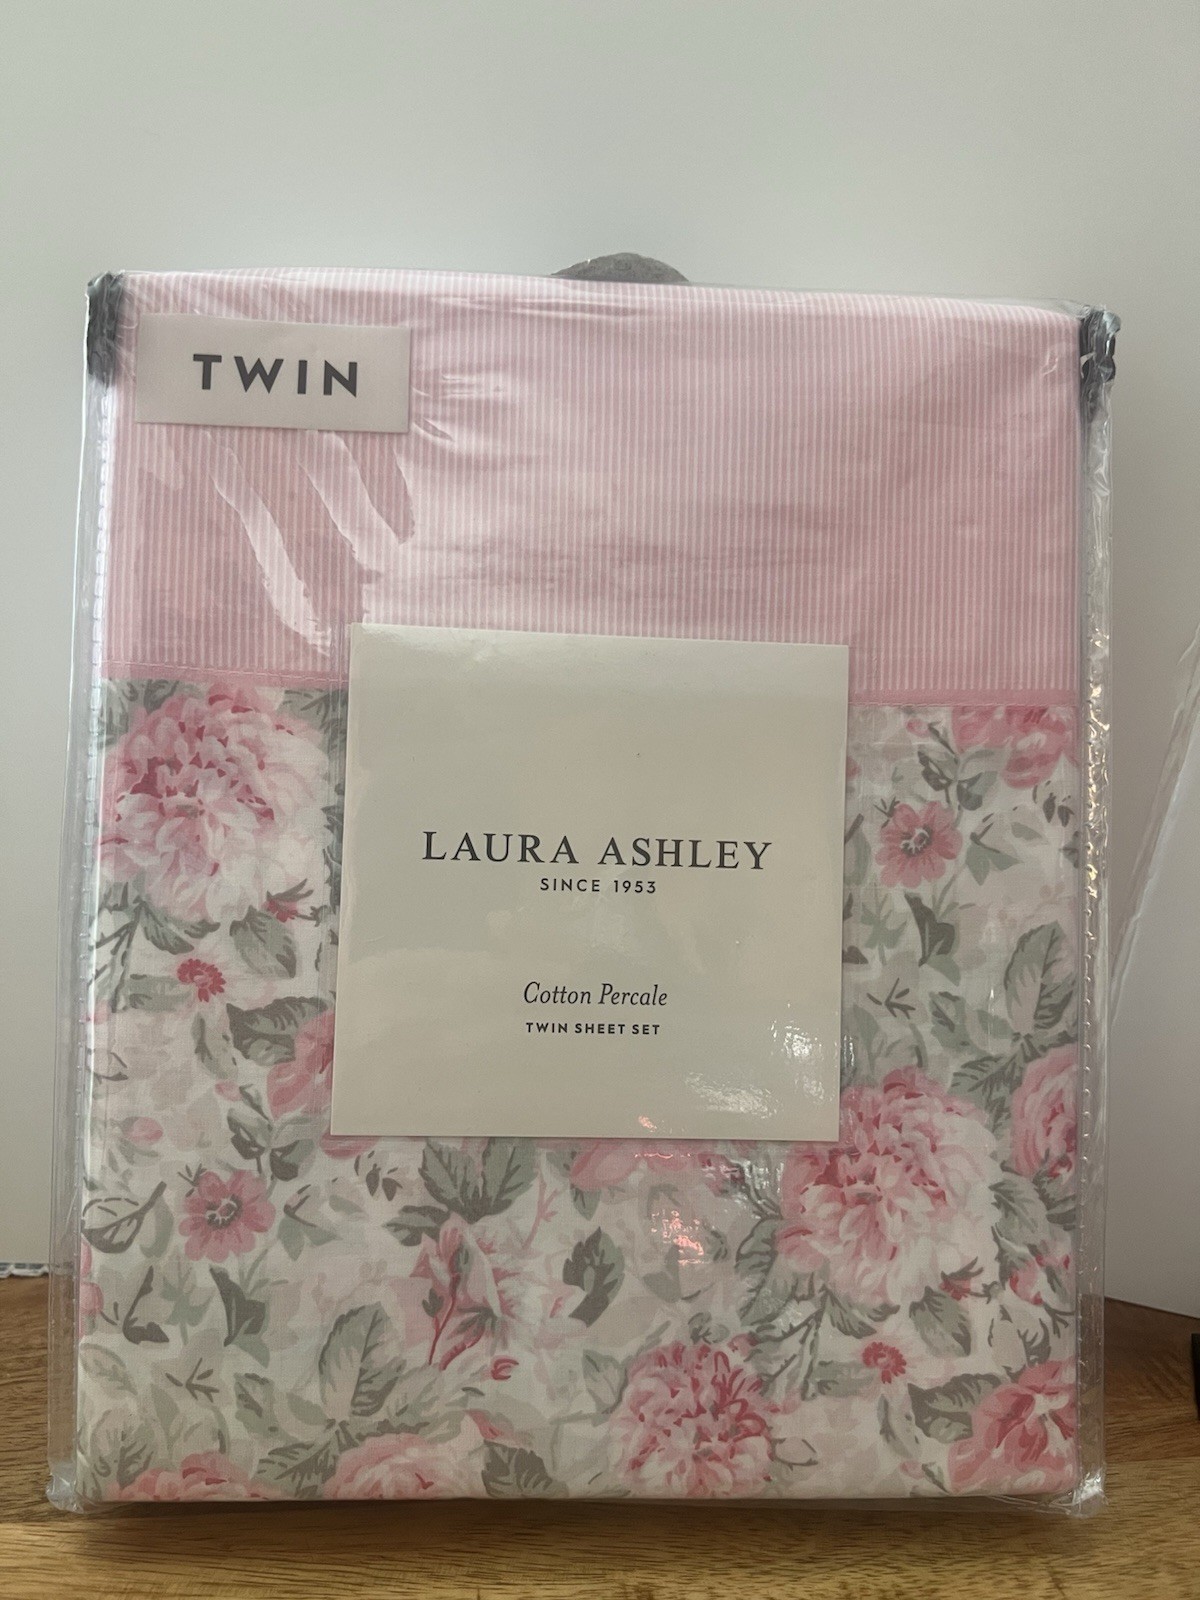 TWIN
LAURA ASHLEY
SINCE 1953
Cotton Percale
TWIN SHEET SET